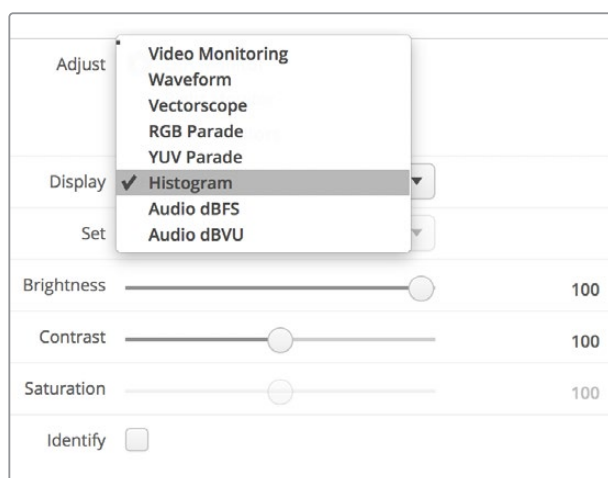 Adjust
Video Monitoring
Waveform
Vectorscope
RGB Parade
YUV Parade
Display ✔ Histogram
Audio dBFS
Set
Audio dBVU
Brightness 100
Contrast 100
Saturation 100
Identify